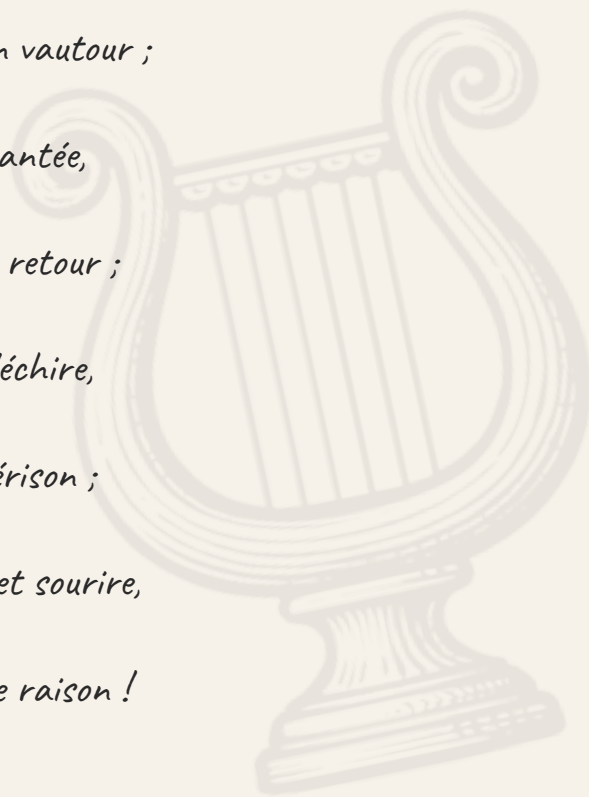 n vautour ;
antée,
retour ;
échire,
érison ;
et sourire,
e raison !